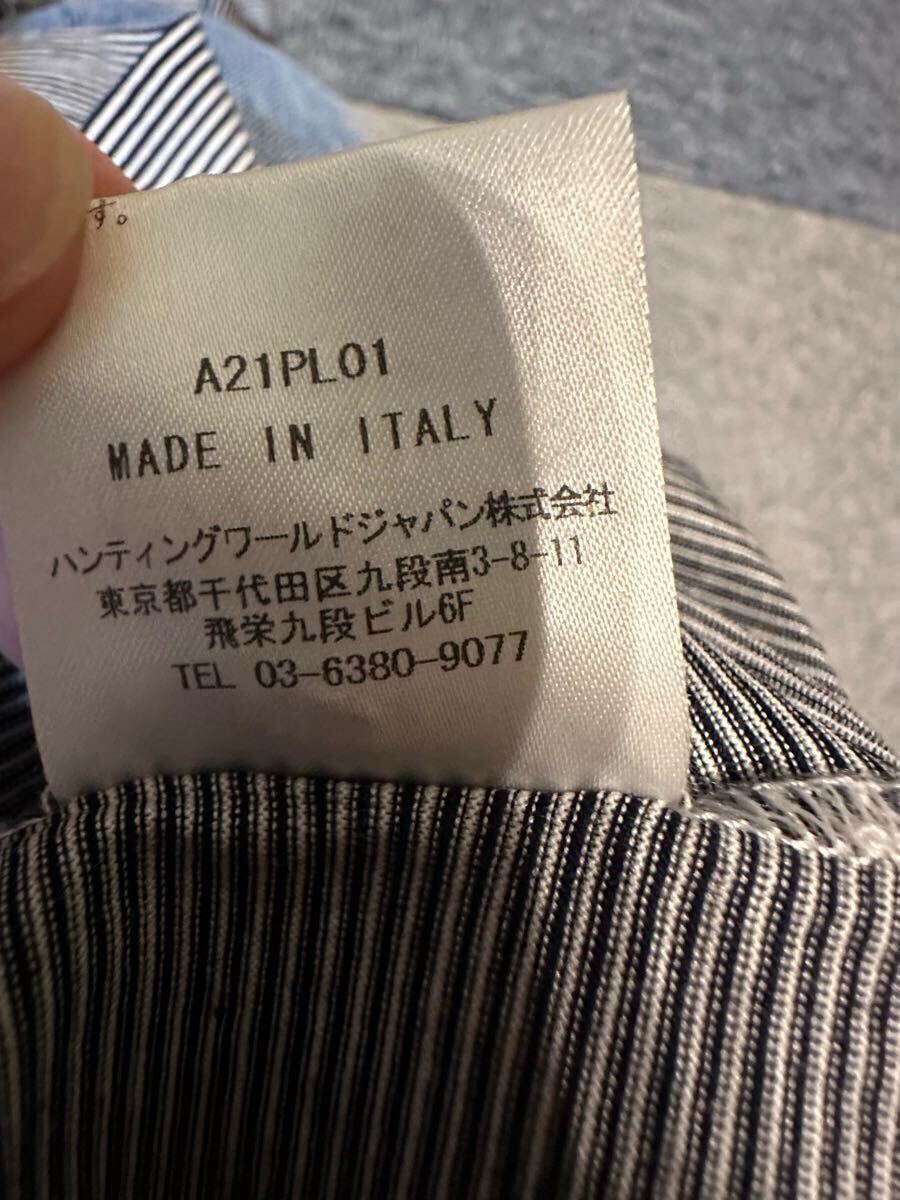 す。
A21PL01
MADE IN ITALY
ハンティングワールドジャパン株式会社
東京都千代田区九段南3-8-11
飛栄九段ビル6F
TEL 03-6380-9077